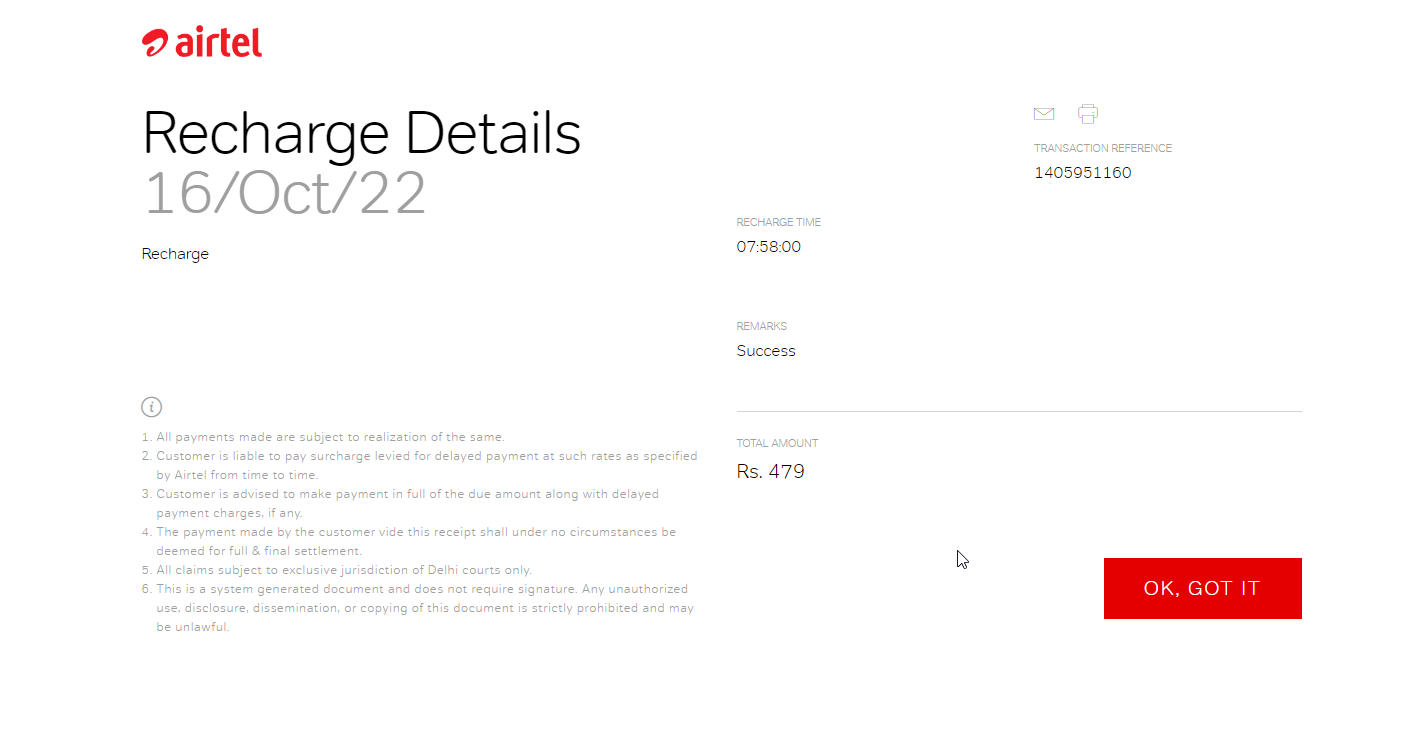 airtel
Recharge Details
16/Oct/22
Recharge
TRANSACTION REFERENCE
1405951160
RECHARGE TIME
07:58:00
REMARKS
Success
TOTAL AMOUNT
Rs. 479
1. All payments made are subject to realization of the same.
2. Customer is liable to pay surcharge levied for delayed payment at such rates as specified
by Airtel from time to time.
3. Customer is advised to make payment in full of the due amount along with delayed
payment charges, if any.
4. The payment made by the customer vide this receipt shall under no circumstances be
deemed for full & final settlement.
5. All claims subject to exclusive jurisdiction of Delhi courts only.
6. This is a system generated document and does not require signature. Any unauthorized
use, disclosure, dissemination, or copying of this document is strictly prohibited and may
be unlawful.
OK, GOT IT